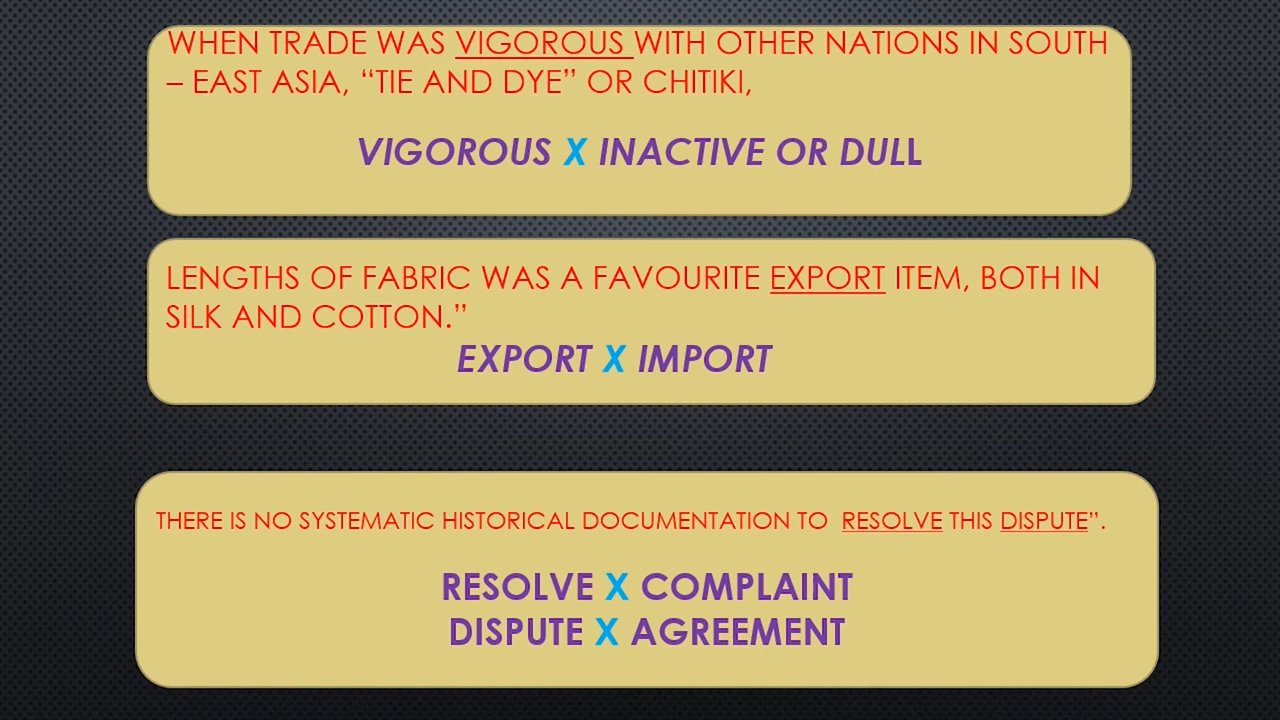 WHEN TRADE WAS VIGOROUS WITH OTHER NATIONS IN SOUTH
– EAST ASIA, “TIE AND DYE” OR CHITIKI,
VIGOROUS X INACTIVE OR DULL
LENGTHS OF FABRIC WAS A FAVOURITE EXPORT ITEM, BOTH IN
SILK AND COTTON.”
EXPORT X IMPORT
THERE IS NO SYSTEMATIC HISTORICAL DOCUMENTATION TO RESOLVE THIS DISPUTE”.
RESOLVE X COMPLAINT
DISPUTE X AGREEMENT